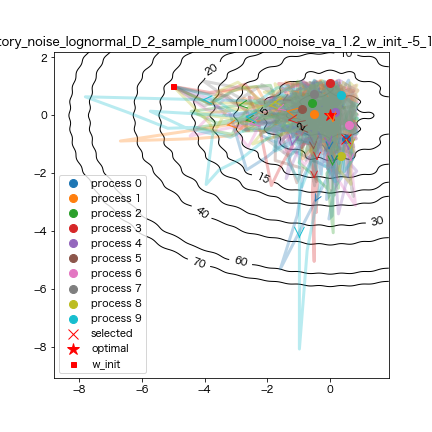 tory_noise_lognormal_D_2_sample_num10000_noise_va_1.2_w_init_-5_1
2
0
−2
−4
−6
−8
−8
−6
−4
−2
0
20
5
2
15
40
30
60
70
process 0
process 1
process 2
process 3
process 4
process 5
process 6
process 7
process 8
process 9
selected
optimal
w_init